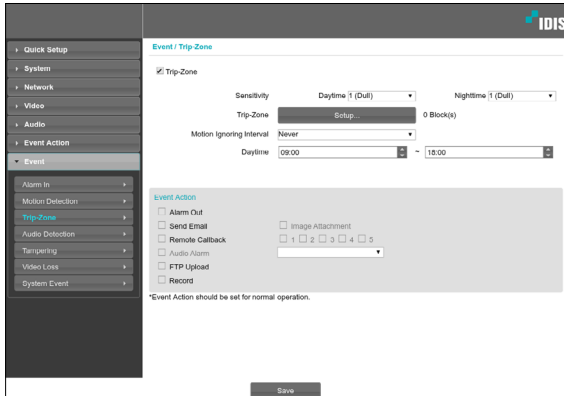 IDIS
Quick Setup
System
Network
Video
Audio
Event Action
Event
Alarm In
Motion Detection
Trip-Zone
Audio Detection
Tampering
Video Loss
System Event
Event / Trip-Zone
Trip-Zone
Sensitivity Daytime 1 (Dull) Nighttime 1 (Dull)
Trip-Zone Setup... 0 Block(s)
Motion Ignoring Interval Never
Daytime 09:00 ~ 18:00
Event Action
Alarm Out
Send Email Image Attachment
Remote Callback 1 2 3 4 5
Audio Alarm
FTP Upload
Record
*Event Action should be set for normal operation.
Save